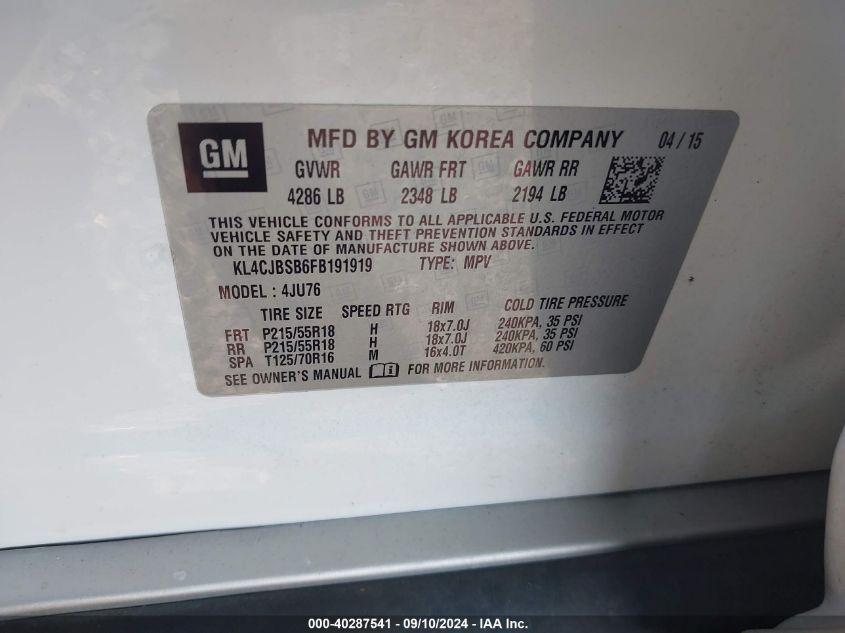 GM MFD BY GM KOREA COMPANY 04 / 15
GVWR GAWR FRT GAWR RR
4286 LB 2348 LB 2194 LB
THIS VEHICLE CONFORMS TO ALL APPLICABLE U.S. FEDERAL MOTOR
VEHICLE SAFETY AND THEFT PREVENTION STANDARDS IN EFFECT
ON THE DATE OF MANUFACTURE SHOWN ABOVE.
KL4CJBSB6FB191919 TYPE: MPV
MODEL : 4JU76
TIRE SIZE SPEED RTG RIM COLD TIRE PRESSURE
FRT P215/55R18 H 18x7.0J 240KPA, 35 PSI
RR P215/55R18 H 18x7.0J 240KPA, 35 PSI
SPA T125/70R16 M 16x4.0T 420KPA, 60 PSI
SEE OWNER'S MANUAL FOR MORE INFORMATION.
000-40287541 - 09/10/2024 - IAA Inc.